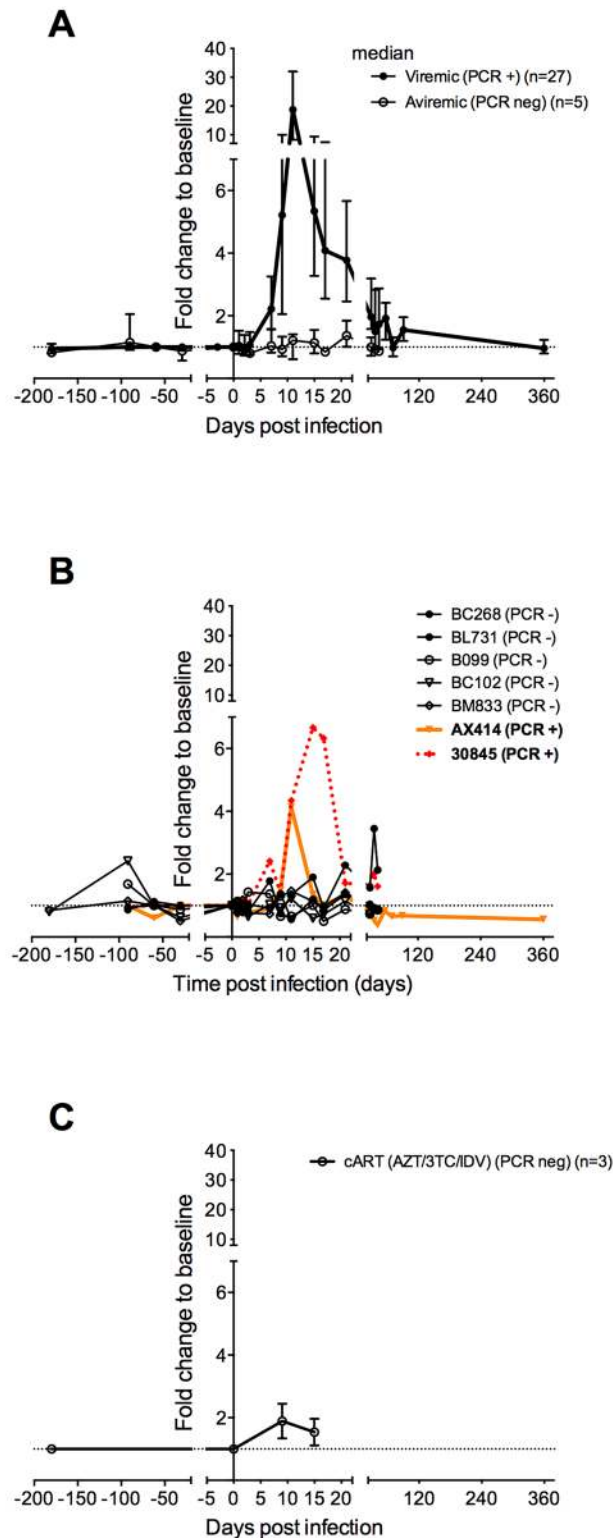 A
median
Viremic (PCR +) (n=27)
Aviremic (PCR neg) (n=5)
Fold change to baseline
40
30
20
10
6
4
2
-200 -150 -100 -50 -5 0 5 10 15 20 120 240 360
Days post infection
B
BC268 (PCR -)
BL731 (PCR -)
B099 (PCR -)
BC102 (PCR -)
BM833 (PCR -)
AX414 (PCR +)
30845 (PCR +)
Fold change to baseline
40
30
20
10
6
4
2
-200 -150 -100 -50 -5 0 5 10 15 20 120 240 360
Time post infection (days)
C
cART (AZT/3TC/IDV) (PCR neg) (n=3)
Fold change to baseline
40
30
20
10
6
4
2
-200 -150 -100 -50 -5 0 5 10 15 20 120 240 360
Days post infection